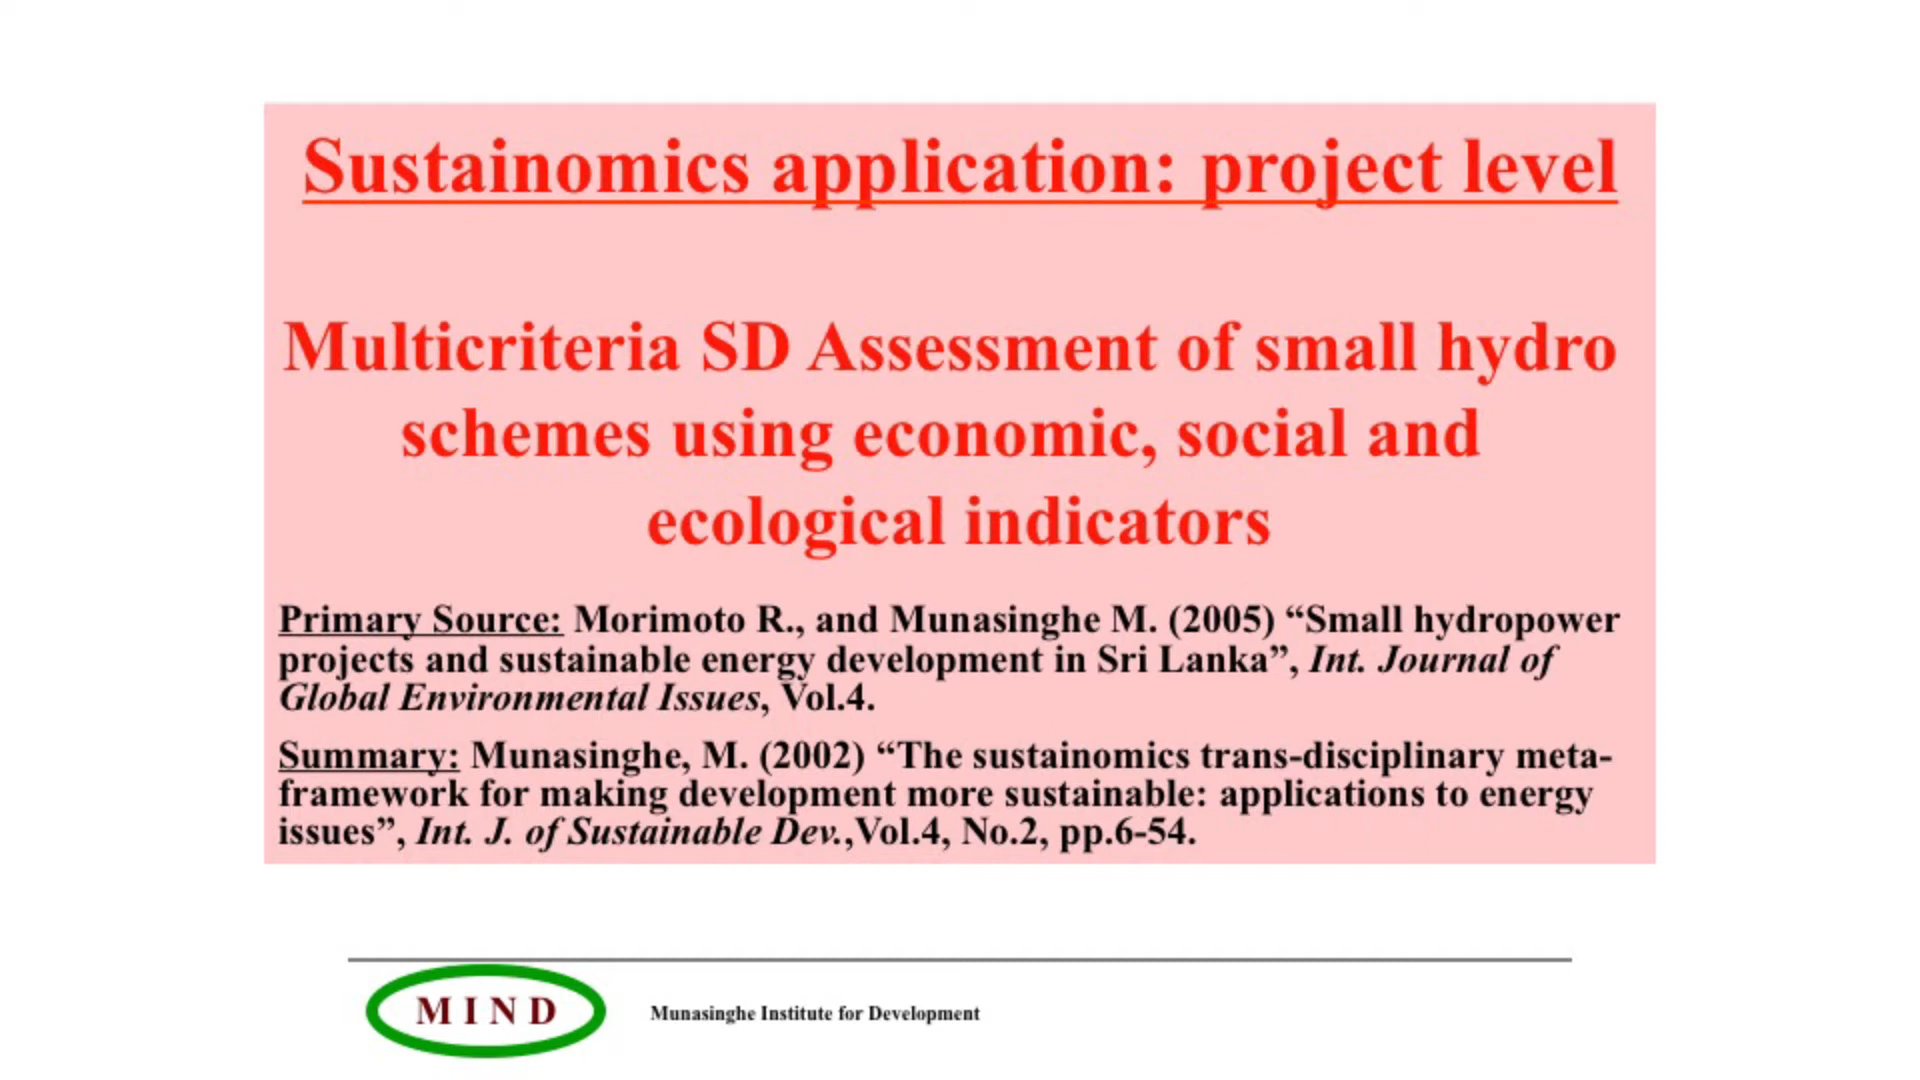 Sustainomics application: project level
Multicriteria SD Assessment of small hydro
schemes using economic, social and
ecological indicators
Primary Source: Morimoto R., and Munasinghe M. (2005) “Small hydropower
projects and sustainable energy development in Sri Lanka”, Int. Journal of
Global Environmental Issues, Vol.4.
Summary: Munasinghe, M. (2002) “The sustainomics trans-disciplinary meta-
framework for making development more sustainable: applications to energy
issues”, Int. J. of Sustainable Dev.,Vol.4, No.2, pp.6-54.
M I N D
Munasinghe Institute for Development